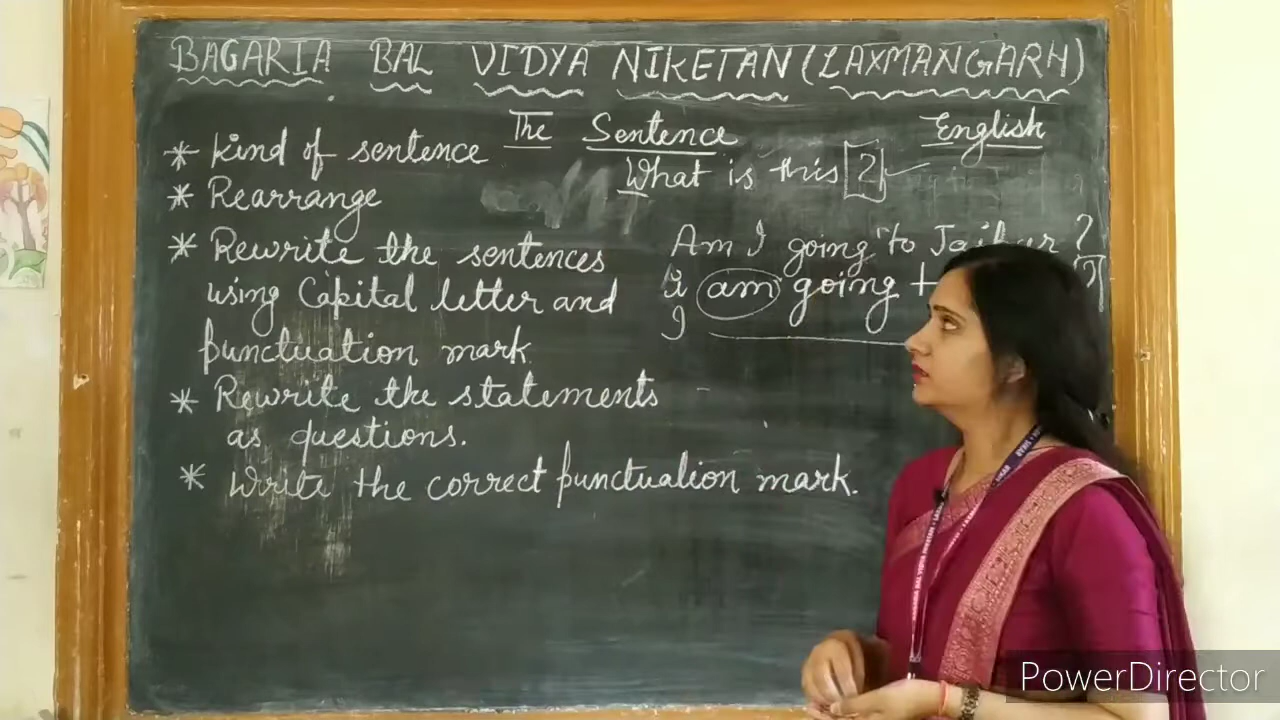 BAGARIA BAL VIDYA NIKETAN (LAXMANGARH)
The Sentence
English
* Kind of sentence
* Rearrange
* Rewrite the sentences
using Capital letter and
punctuation mark
* Rewrite the statements
as questions.
* Write the correct punctuation mark.
What is this ?
Am I going to Jaipur ?
am going
I
PowerDirector